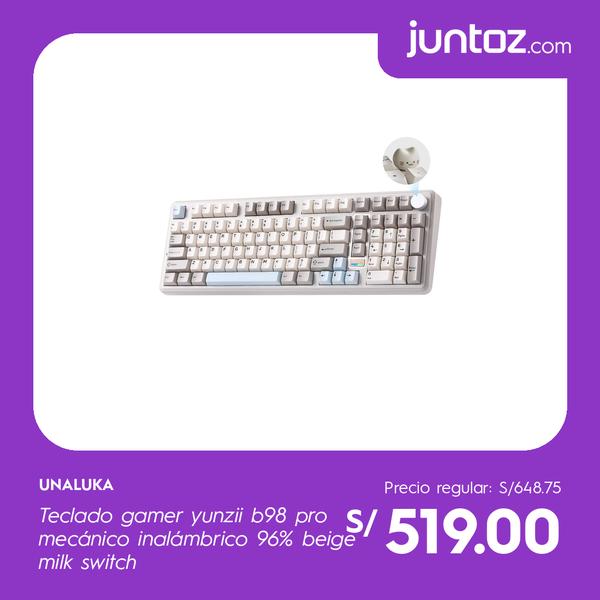 juntoz.com
UNALUKA
Teclado gamer yunzii b98 pro
mecánico inalámbrico 96% beige
milk switch
Precio regular: S/648.75
S/ 519.00